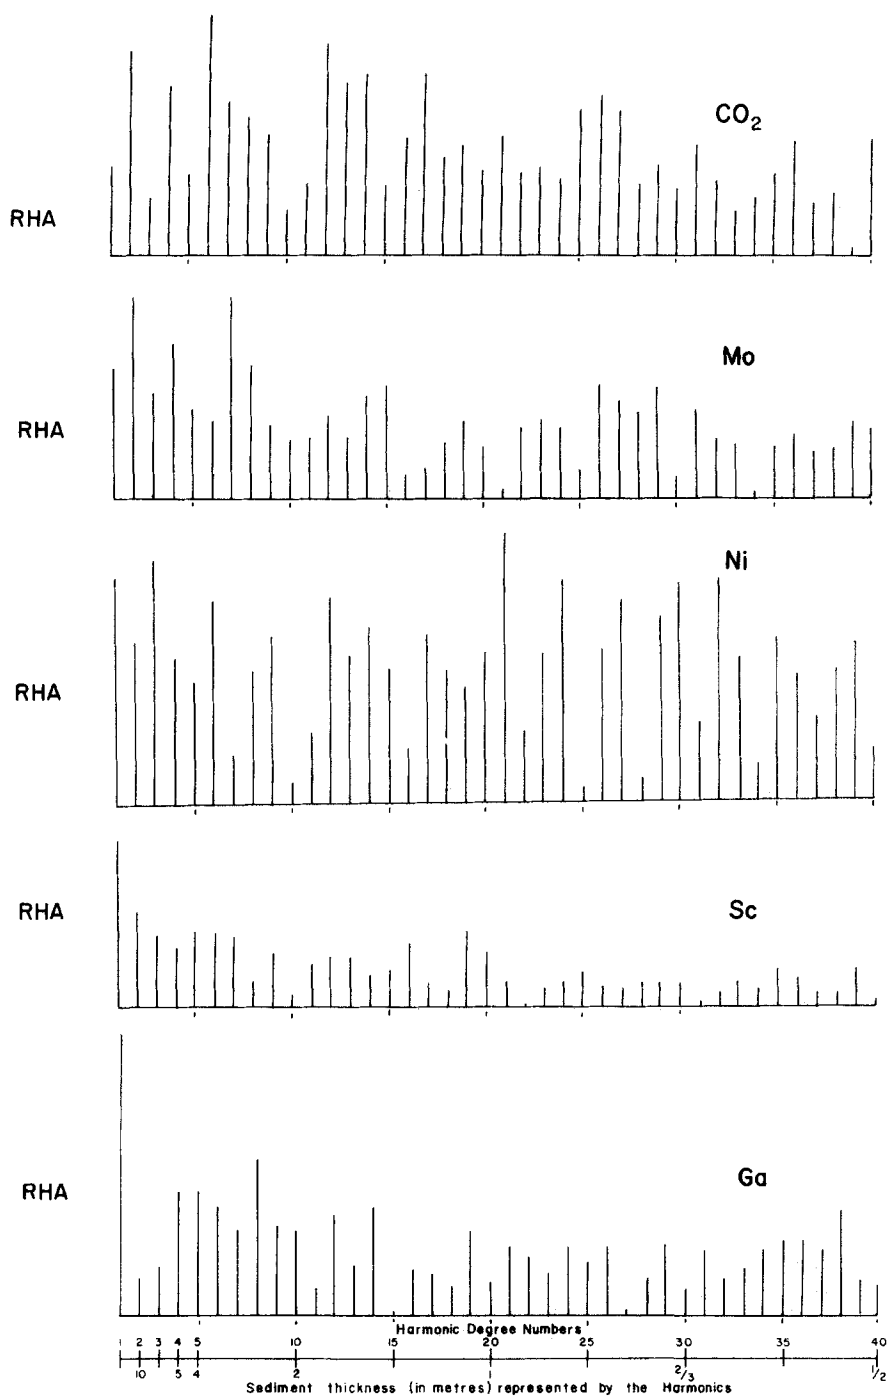 CO2
RHA
Mo
RHA
Ni
RHA
Sc
RHA
Ga
RHA
Harmonic Degree Numbers
1 2 3 4 5 10 15 20 25 30 35 40
10 5 4 2 1 2/3 1/2
Sediment thickness (in metres) represented by the Harmonics